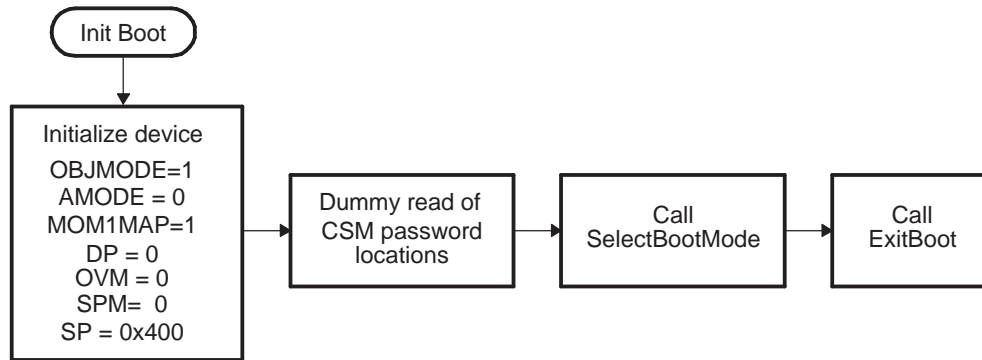 Init Boot
Initialize device
OBJMODE=1
AMODE = 0
MOM1MAP=1
DP = 0
OVM = 0
SPM= 0
SP = 0x400
Dummy read of
CSM password
locations
Call
SelectBootMode
Call
ExitBoot